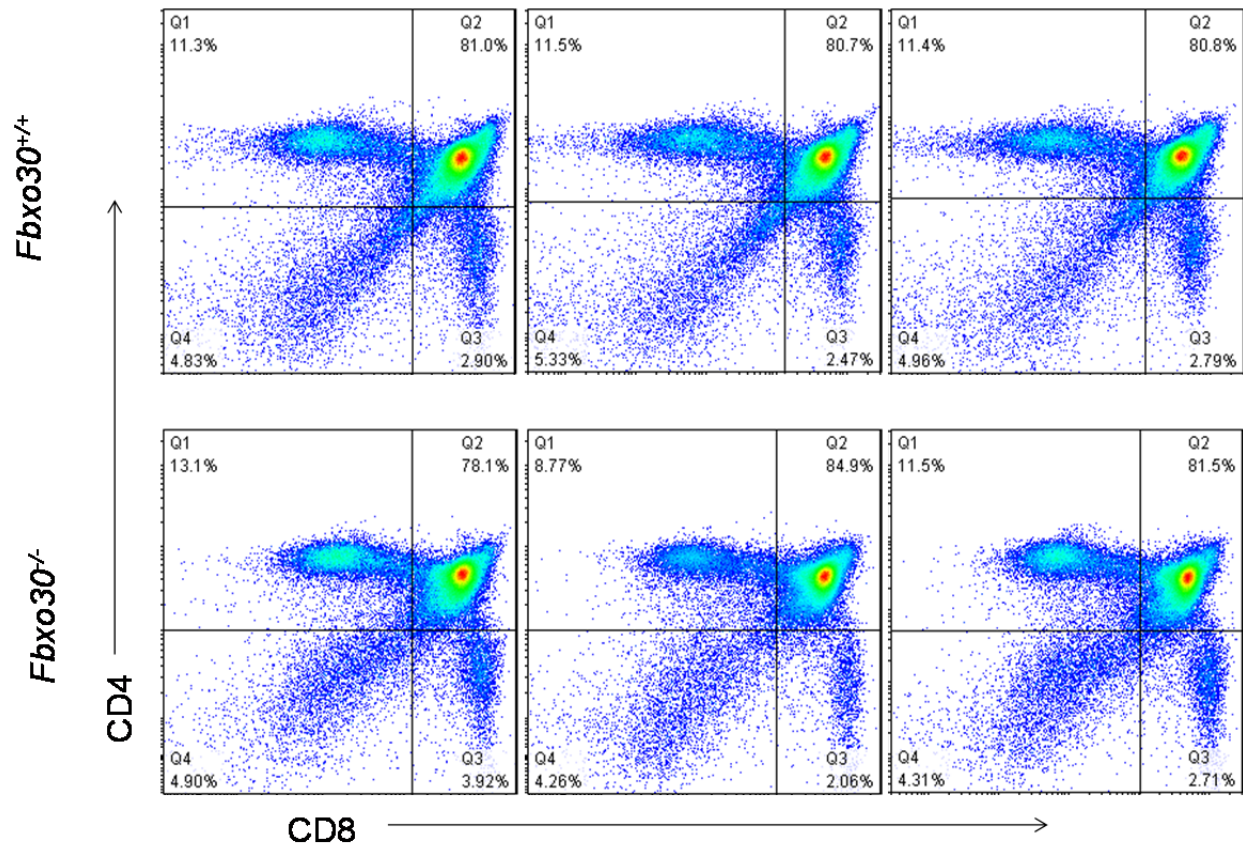 Q1 Q2 Q1 Q2 Q1 Q2
11.3% 81.0% 11.5% 80.7% 11.4% 80.8%
Fbxo30+/+
Q4 Q3 Q4 Q3 Q4 Q3
4.83% 2.90% 5.33% 2.47% 4.96% 2.79%
Q1 Q2 Q1 Q2 Q1 Q2
13.1% 78.1% 8.77% 84.9% 11.5% 81.5%
Fbxo30-/-
CD4
Q4 Q3 Q4 Q3 Q4 Q3
4.90% 3.92% 4.26% 2.06% 4.31% 2.71%
CD8